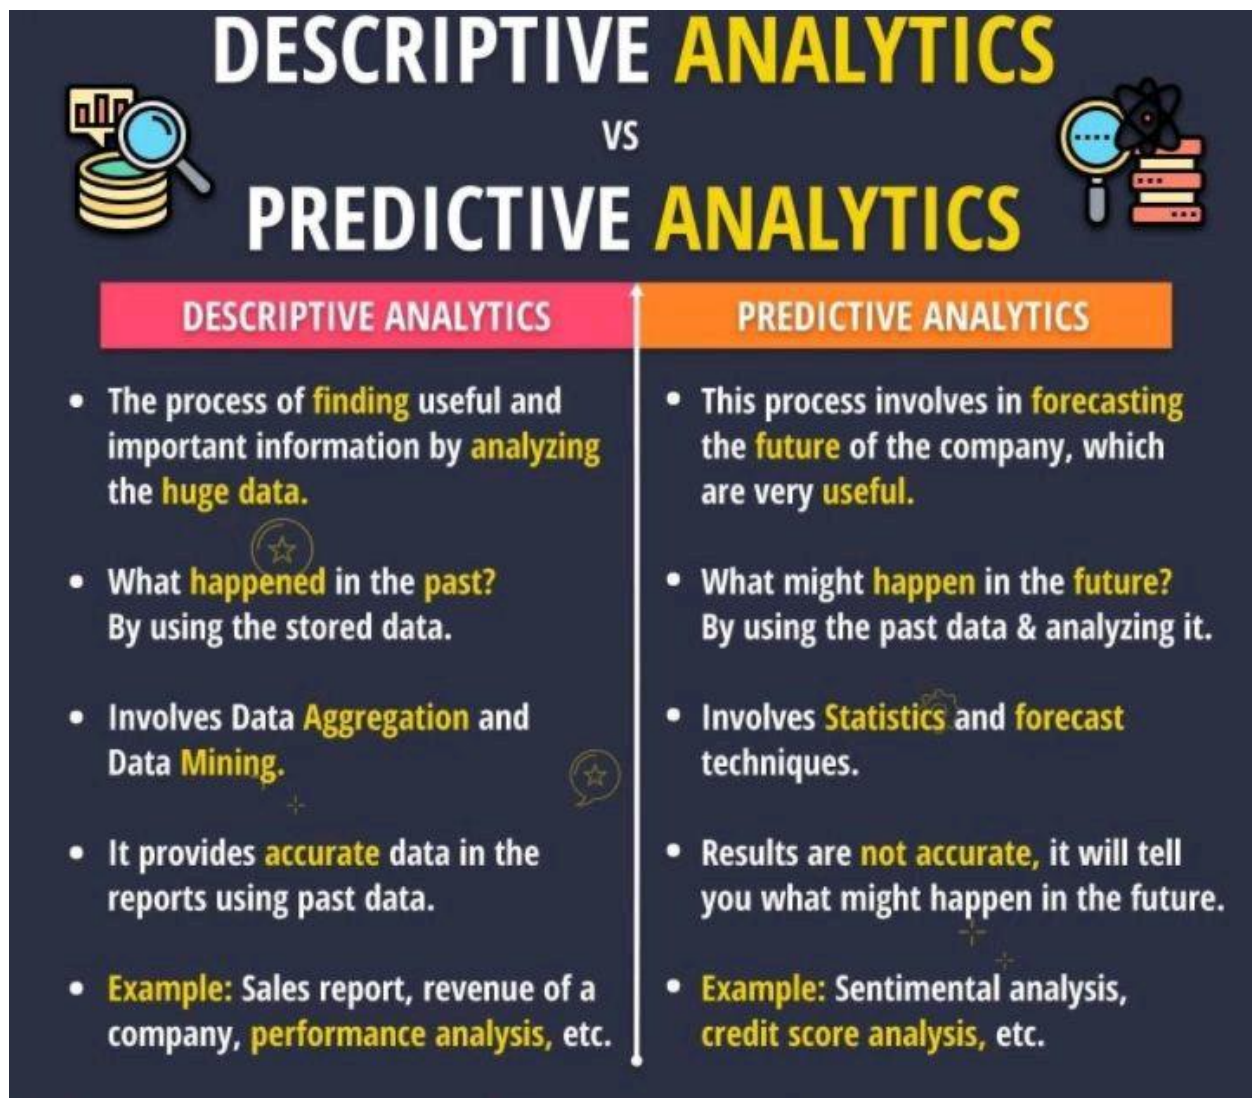 DESCRIPTIVE ANALYTICS
VS
PREDICTIVE ANALYTICS
DESCRIPTIVE ANALYTICS
• The process of finding useful and
important information by analyzing
the huge data.
• What happened in the past?
By using the stored data.
• Involves Data Aggregation and
Data Mining.
• It provides accurate data in the
reports using past data.
• Example: Sales report, revenue of a
company, performance analysis, etc.
PREDICTIVE ANALYTICS
• This process involves in forecasting
the future of the company, which
are very useful.
• What might happen in the future?
By using the past data & analyzing it.
• Involves Statistics and forecast
techniques.
• Results are not accurate, it will tell
you what might happen in the future.
• Example: Sentimental analysis,
credit score analysis, etc.